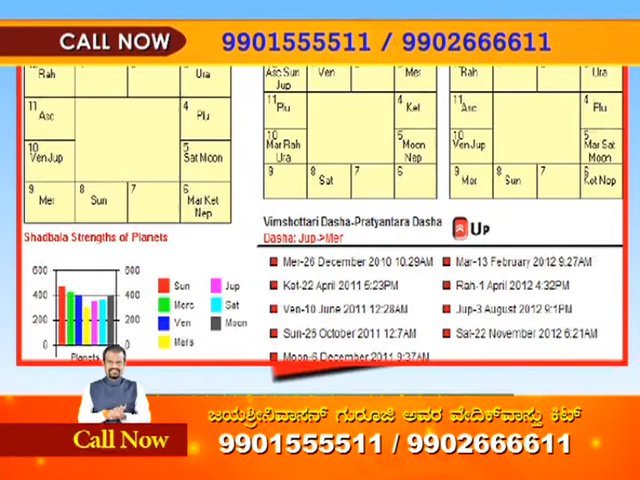 CALL NOW
9901555511 / 9902666611
12 Rah
Ura
11 Asc
4 Plu
10 Ven Jup
5 Sat Moon
9 Mer
8 Sun
7
6 Mar Ket Nep
Asc Sun Jup
Ven
Mer
11 Plu
4 Ket
10 Mar Rah Ura
5 Moon Nep
9
8 Sat
7
6
Rah
Ura
11 Asc
4 Plu
10 Ven Jup
5 Mar Sat Moon
9 Mer
8 Sun
7
6 Ket Nep
Shadbala Strengths of Planets
600
400
200
0
600
400
200
0
Planets
Sun
Merc
Ven
Mars
Jup
Sat
Moon
Vimshottari Dasha-Pratyantara Dasha
Dasha: Jup->Mer
Up
Mer-26 December 2010 10.29AM
Ket-22 April 2011 5:23PM
Ven-10 June 2011 12:28AM
Sun-26 October 2011 12.7AM
Moon-6 December 2011 9:37AM
Mar-13 February 2012 9:27AM
Rah-1 April 2012 4:32PM
Jup-3 August 2012 9:1PM
Sat-22 November 2012 6:21AM
ಜಯಶ್ರೀನಿವಾಸನ್ ಗುರೂಜಿ ಅವರ ವೇದಿಕ್‌ವಾಸ್ತು ಕಿಟ್
Call Now
9901555511 / 9902666611